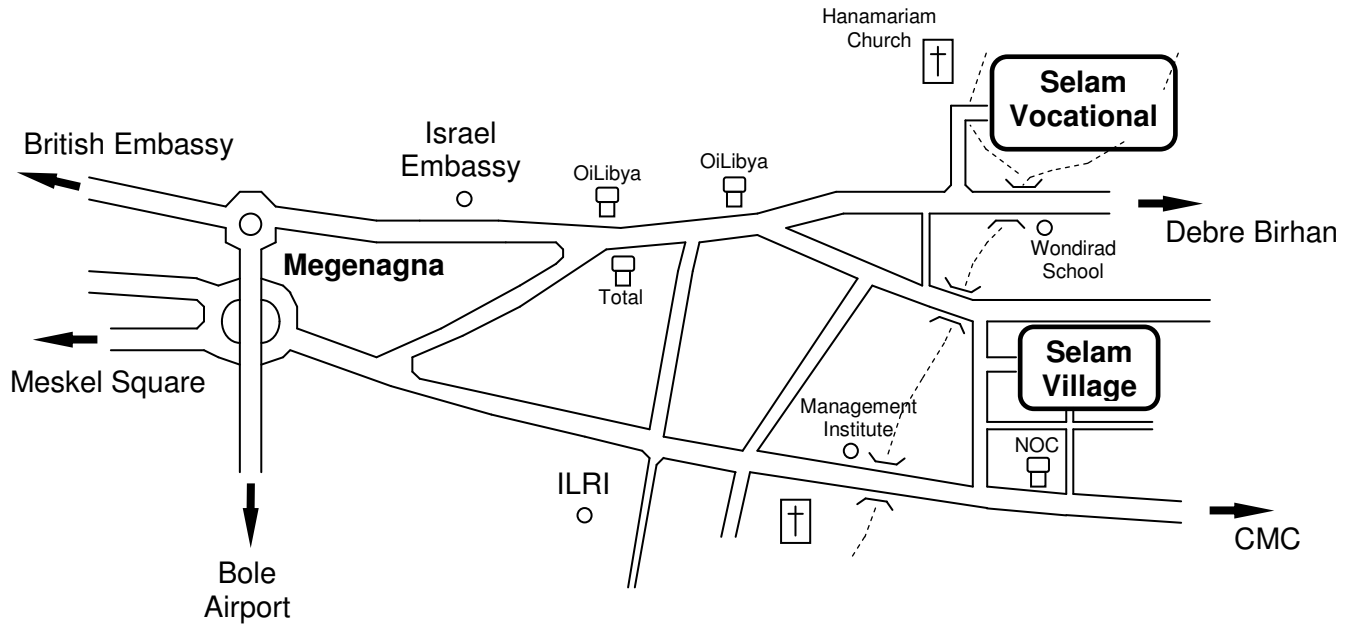 Hanamariam
Church
Selam
Vocational
British Embassy
Israel
Embassy
OiLibya
OiLibya
Debre Birhan
Wondirad
School
Megenagna
Total
Meskel Square
Selam
Village
Management
Institute
NOC
ILRI
CMC
Bole
Airport